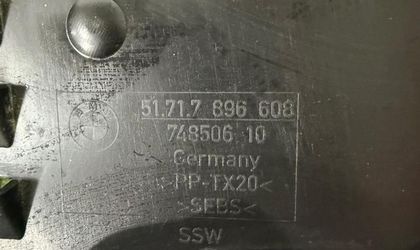 51.71.7 896 608
748506 10
Germany
>PP-TX20<
>SEBS<
SSW